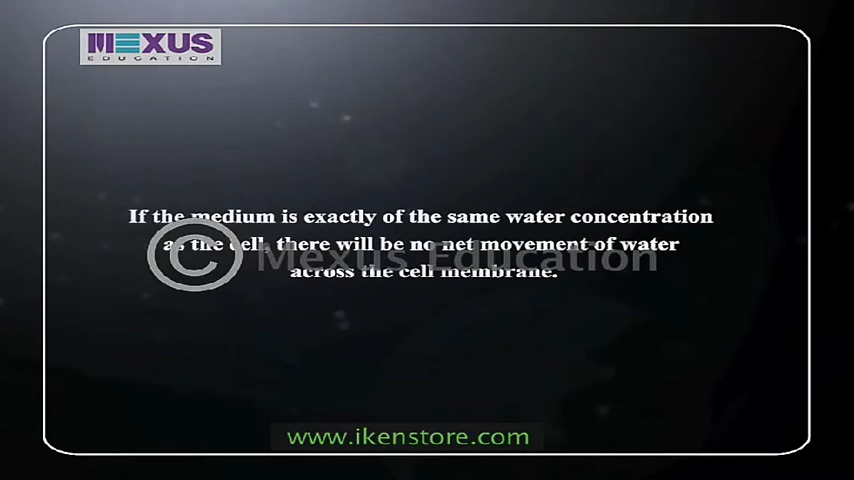 MEXUS
EDUCATION
If the medium is exactly of the same water concentration
as the cell, there will be no net movement of water
across the cell membrane.
© Mexus Education
www.ikenstore.com